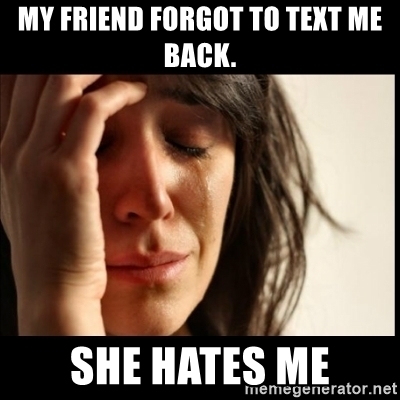 MY FRIEND FORGOT TO TEXT ME
BACK.
SHE HATES ME
memegenerator.net